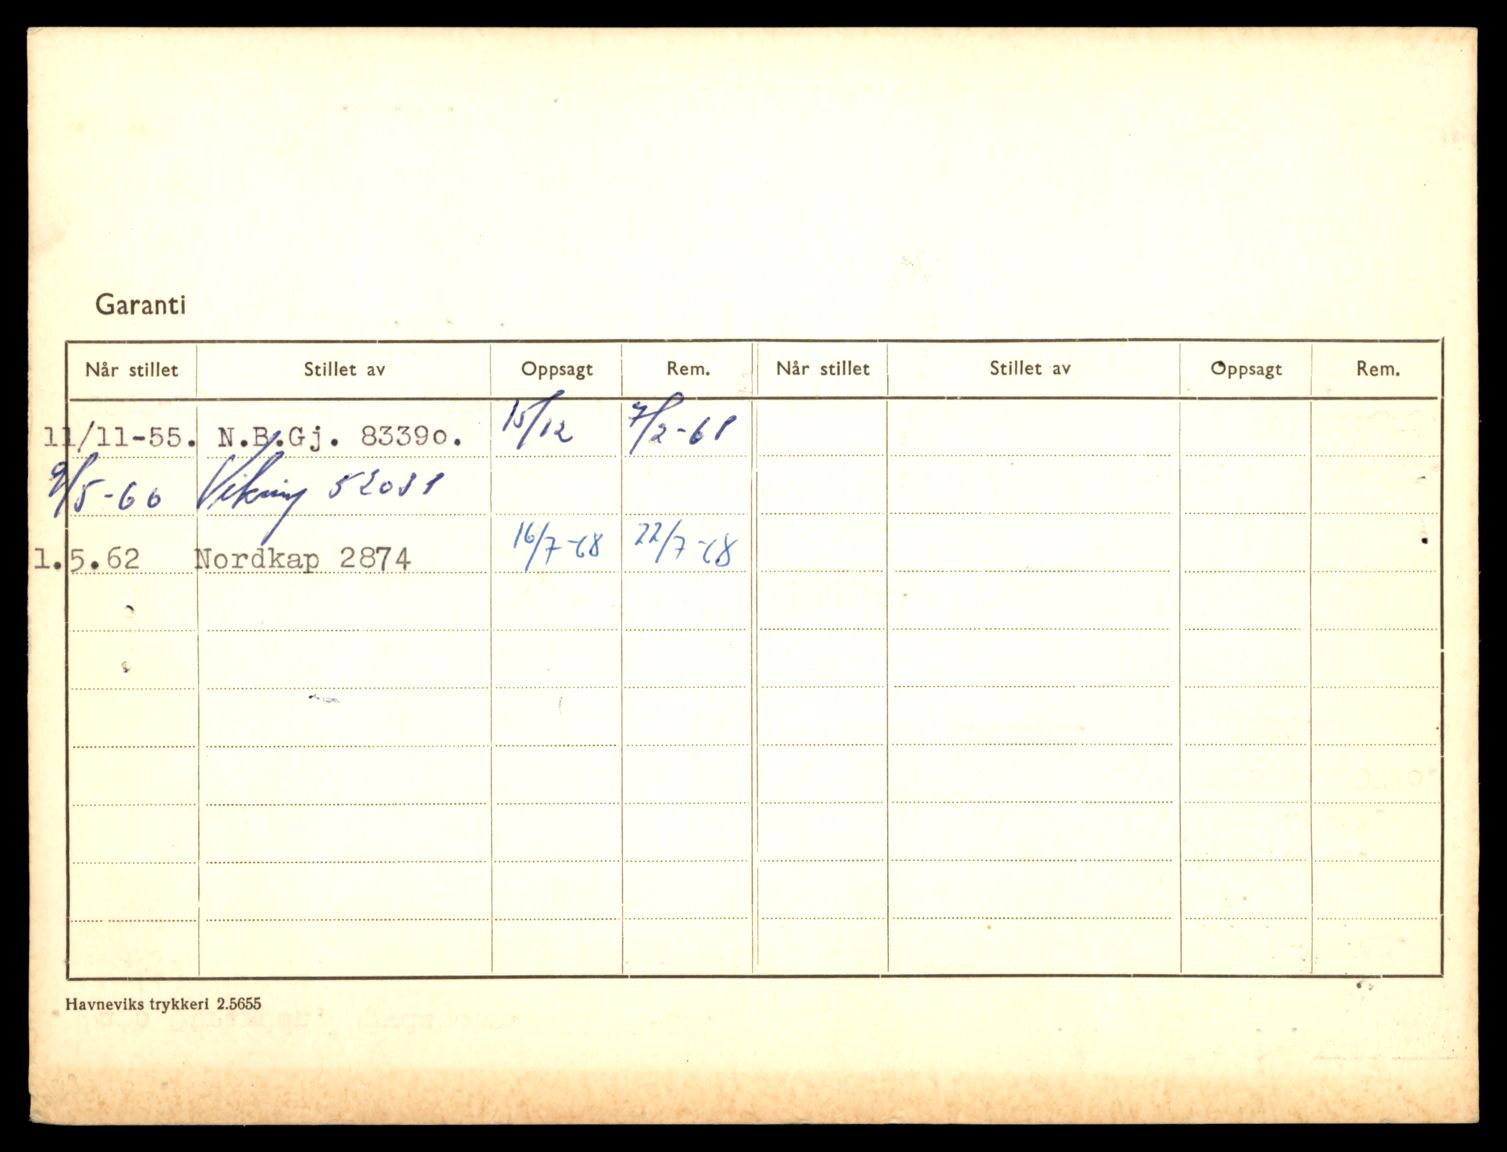 Garanti
Når stillet Stillet av Oppsagt Rem. Når stillet Stillet av Oppsagt Rem.
11/11-55. N.B.Gj. 8339o. 15/12 7/2-61
9/5-60 Viking 52031
1.5.62 Nordkap 2874 16/7-68 22/7-68
Havneviks trykkeri 2.5655